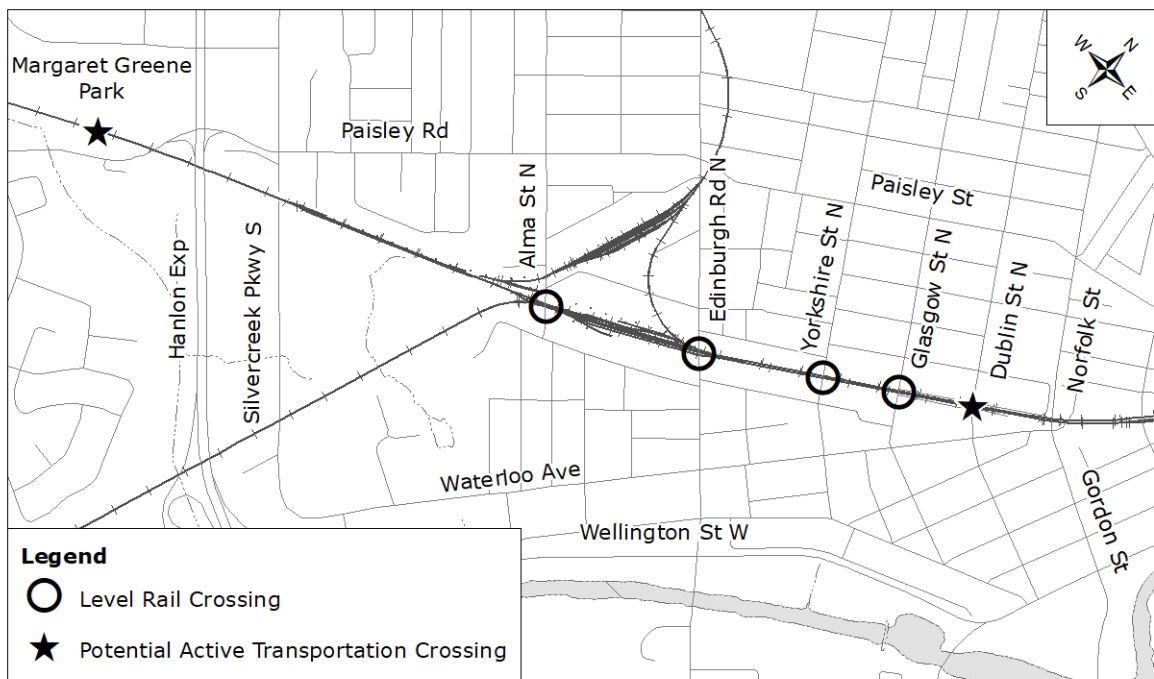 Margaret Greene
Park
Paisley Rd
N
W
E
S
Alma St N
Edinburgh Rd N
Paisley St
Yorkshire St N
Glasgow St N
Dublin St N
Norfolk St
Hanlon Exp
Silvercreek Pkwy S
Waterloo Ave
Gordon St
Wellington St W
Legend
Level Rail Crossing
Potential Active Transportation Crossing